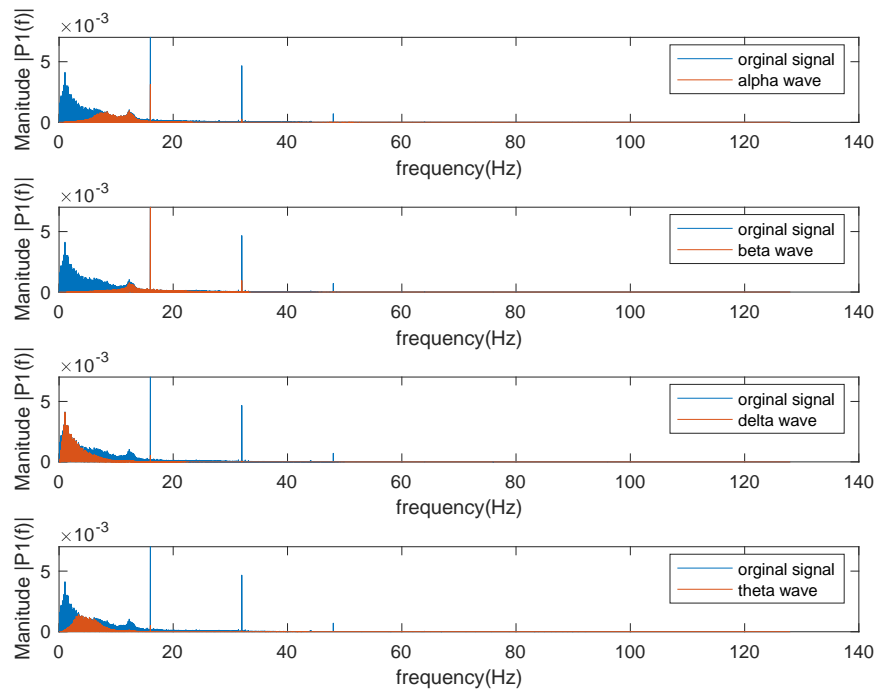 ×10-3
Manitude |P1(f)|
5
0
orginal signal
alpha wave
0 20 40 60 80 100 120 140
frequency(Hz)
×10-3
Manitude |P1(f)|
5
0
orginal signal
beta wave
0 20 40 60 80 100 120 140
frequency(Hz)
×10-3
Manitude |P1(f)|
5
0
orginal signal
delta wave
0 20 40 60 80 100 120 140
frequency(Hz)
×10-3
Manitude |P1(f)|
5
0
orginal signal
theta wave
0 20 40 60 80 100 120 140
frequency(Hz)